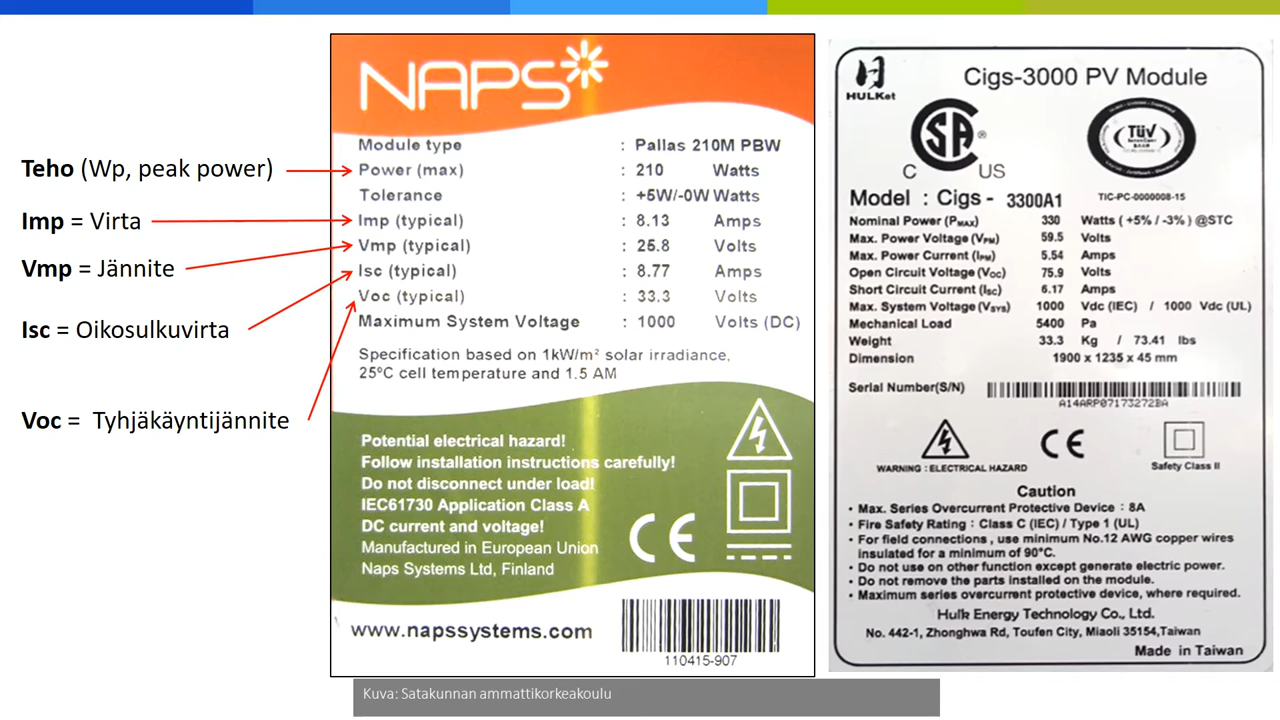 Teho (Wp, peak power)
Imp = Virta
Vmp = Jännite
Isc = Oikosulkuvirta
Voc = Tyhjäkäyntijännite
NAPS
Module type : Pallas 210M PBW
Power (max) : 210 Watts
Tolerance : +5W/-0W Watts
Imp (typical) : 8.13 Amps
Vmp (typical) : 25.8 Volts
Isc (typical) : 8.77 Amps
Voc (typical) : 33.3 Volts
Maximum System Voltage : 1000 Volts (DC)
Specification based on 1kW/m² solar irradiance,
25ºC cell temperature and 1.5 AM
Potential electrical hazard!
Follow installation instructions carefully!
Do not disconnect under load!
IEC61730 Application Class A
DC current and voltage!
Manufactured in European Union
Naps Systems Ltd, Finland
CE
www.napssystems.com
110415-907
HULKet
Cigs-3000 PV Module
CSA ®
C US
TÜV
TIC-PC-0000008-15
Model : Cigs - 3300A1
Nominal Power (PMAX) 330 Watts ( +5% / -3% ) @STC
Max. Power Voltage (VPM) 59.5 Volts
Max. Power Current (IPM) 5.54 Amps
Open Circuit Voltage (VOC) 75.9 Volts
Short Circuit Current (ISC) 6.17 Amps
Max. System Voltage (VSYS) 1000 Vdc (IEC) / 1000 Vdc (UL)
Mechanical Load 5400 Pa
Weight 33.3 Kg / 73.41 lbs
Dimension 1900 x 1235 x 45 mm
Serial Number(S/N)
A14ARP07173272BA
CE
WARNING : ELECTRICAL HAZARD
Safety Class II
Caution
• Max. Series Overcurrent Protective Device : 8A
• Fire Safety Rating : Class C (IEC) / Type 1 (UL)
• For field connections , use minimum No.12 AWG copper wires
insulated for a minimum of 90°C.
• Do not use on other function except generate electric power.
• Do not remove the parts installed on the module.
• Maximum series overcurrent protective device, where required.
Hulk Energy Technology Co., Ltd.
No. 442-1, Zhonghwa Rd, Toufen City, Miaoli 35154,Taiwan
Made in Taiwan
Kuva: Satakunnan ammattikorkeakoulu